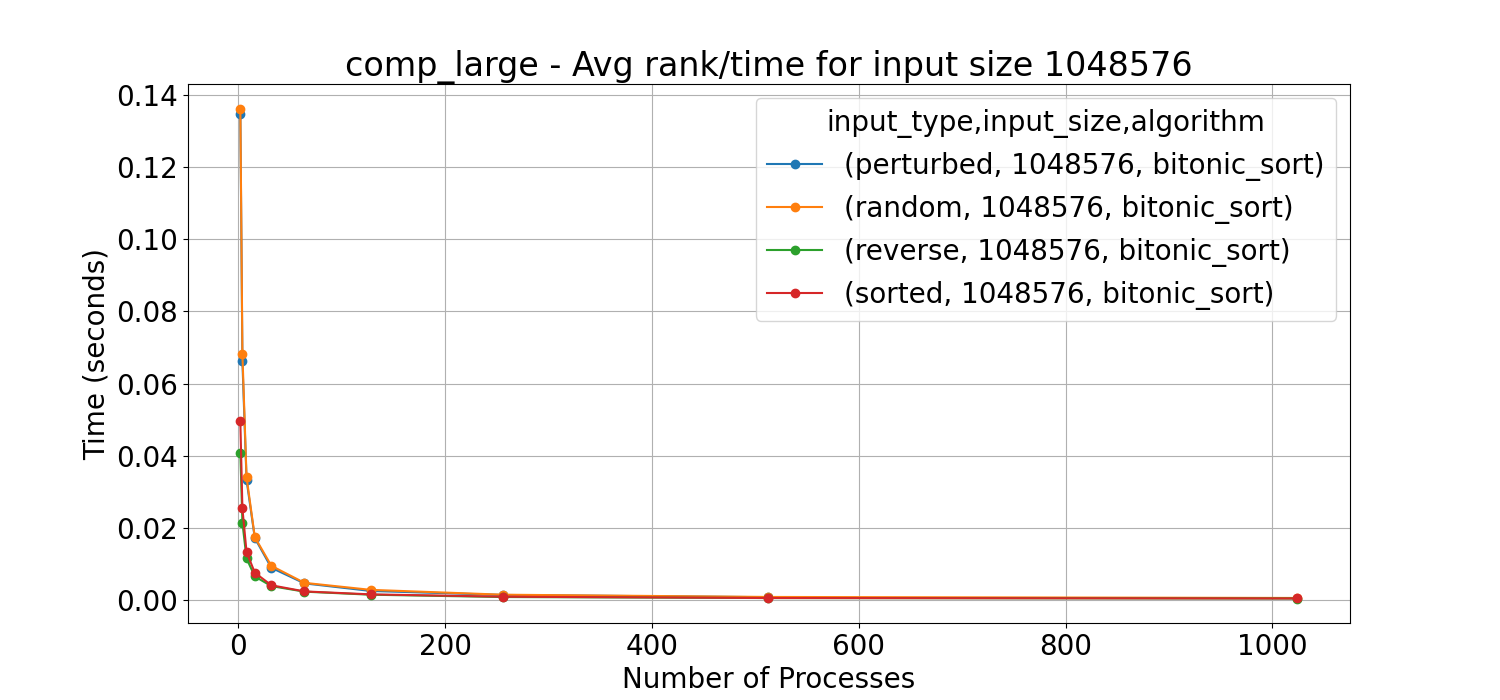 comp_large - Avg rank/time for input size 1048576
Time (seconds)
0.14
0.12
0.10
0.08
0.06
0.04
0.02
0.00
input_type,input_size,algorithm
(perturbed, 1048576, bitonic_sort)
(random, 1048576, bitonic_sort)
(reverse, 1048576, bitonic_sort)
(sorted, 1048576, bitonic_sort)
0 200 400 600 800 1000
Number of Processes